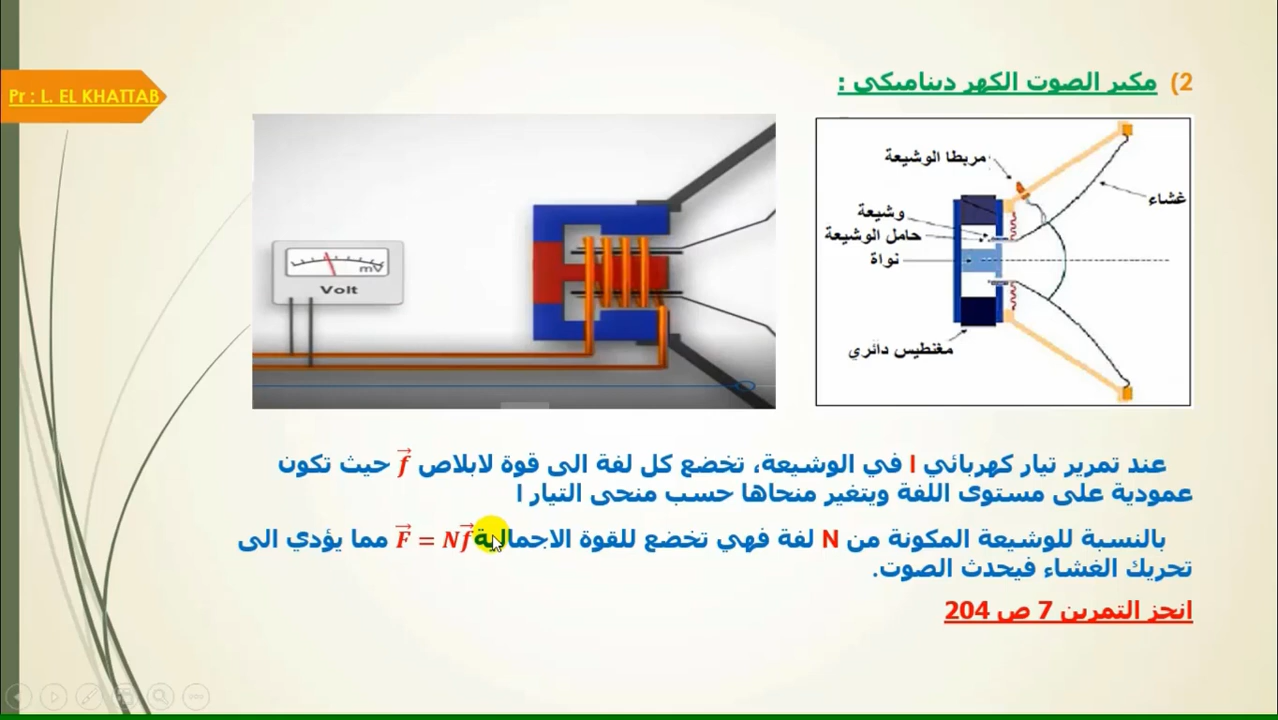 2) مكبر الصوت الكهر ديناميكي :
Pr : L. EL KHATTAB
mV
Volt
مربطا الوشيعة
غشاء
وشيعة
حامل الوشيعة
نواة
مغنطيس دائري
عند تمرير تيار كهربائي I في الوشيعة، تخضع كل لفة الى قوة لابلاص f⃗ حيث تكون
عمودية على مستوى اللفة ويتغير منحاها حسب منحى التيار I
بالنسبة للوشيعة المكونة من N لفة فهي تخضع للقوة الاجمالية F⃗ = Nf⃗ مما يؤدي الى
تحريك الغشاء فيحدث الصوت.
انجز التمرين 7 ص 204